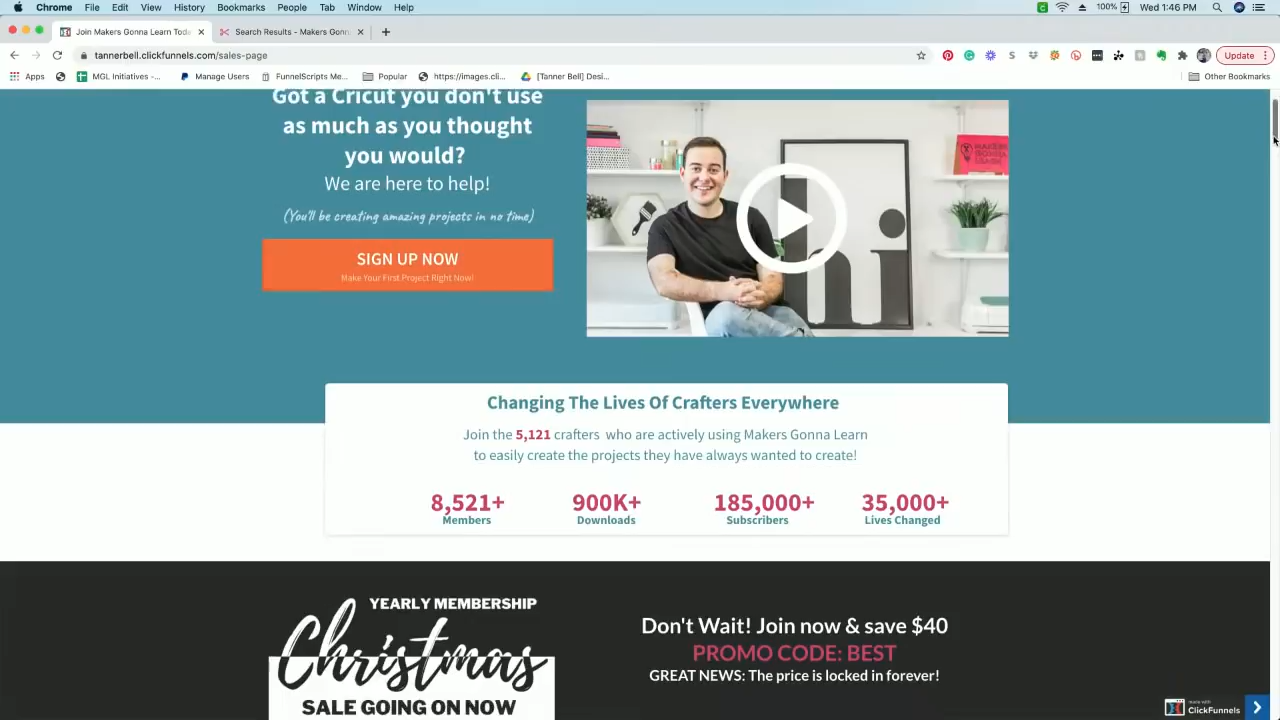 Chrome File Edit View History Bookmarks People Tab Window Help 100% Wed 1:46 PM
Join Makers Gonna Learn Toda Search Results - Makers Gonn
tannerbell.clickfunnels.com/sales-page Update
Apps MGL Initiatives -... Manage Users FunnelScripts Me... Popular https://images.cli... [Tanner Bell] Desi... Other Bookmarks
Got a Cricut you don't use
as much as you thought
you would?
We are here to help!
(You'll be creating amazing projects in no time)
SIGN UP NOW
Make Your First Project Right Now!
MAKERS
GONNA
LEARN
hi
Changing The Lives Of Crafters Everywhere
Join the 5,121 crafters who are actively using Makers Gonna Learn
to easily create the projects they have always wanted to create!
8,521+ 900K+ 185,000+ 35,000+
Members Downloads Subscribers Lives Changed
YEARLY MEMBERSHIP
Christmas
SALE GOING ON NOW
Don't Wait! Join now & save $40
PROMO CODE: BEST
GREAT NEWS: The price is locked in forever!
made with
ClickFunnels